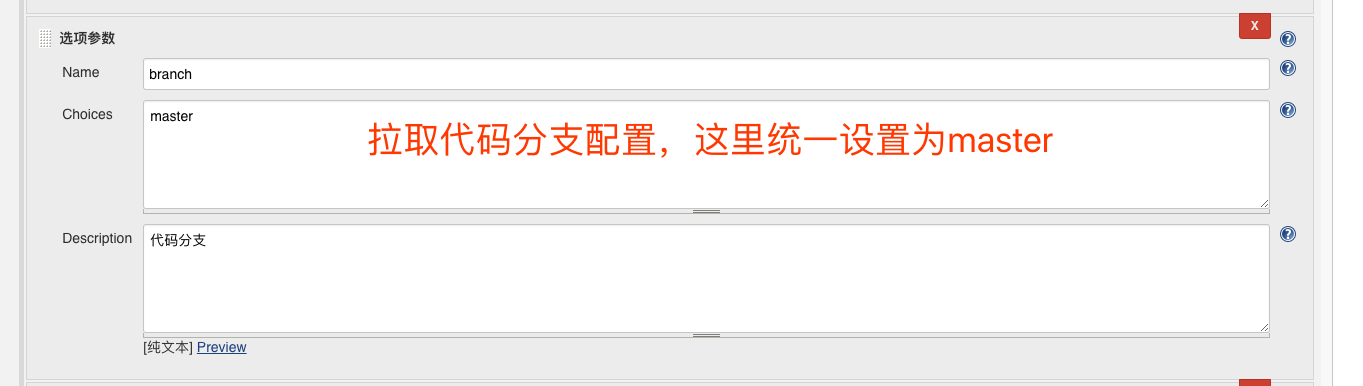 X
选项参数
Name
branch
Choices
master
拉取代码分支配置，这里统一设置为master
Description
代码分支
[纯文本] Preview